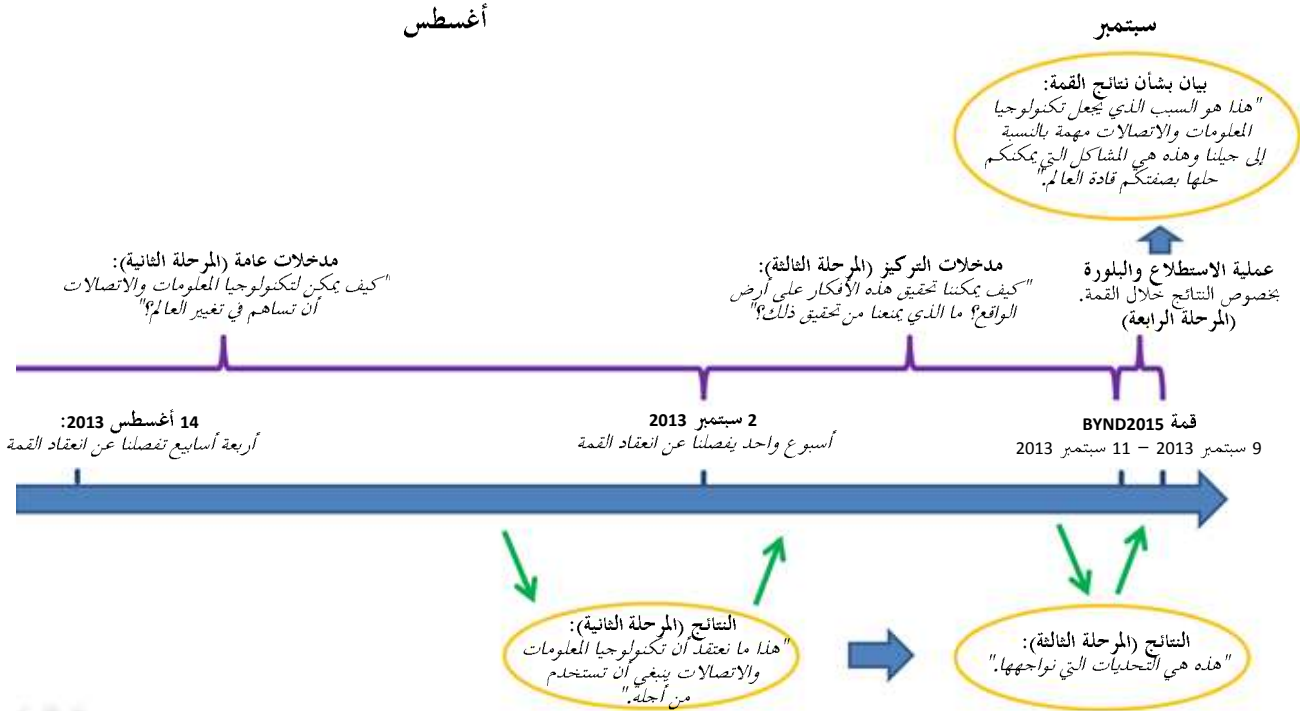 أغسطس
سبتمبر
بيان بشأن نتائج القمة:
"هذا هو السبب الذي يجعل تكنولوجيا
المعلومات والاتصالات مهمة بالنسبة
إلى جيلنا وهذه هي المشاكل التي يمكنكم
حلها بصفتكم قادة العالم."
عملية الاستطلاع والبلورة
بخصوص النتائج خلال القمة.
(المرحلة الرابعة)
مدخلات التركيز (المرحلة الثالثة):
"كيف يمكننا تحقيق هذه الأفكار على أرض
الواقع؟ ما الذي يمنعنا من تحقيق ذلك؟"
مدخلات عامة (المرحلة الثانية):
"كيف يمكن لتكنولوجيا المعلومات والاتصالات
أن تساهم في تغيير العالم؟"
14 أغسطس 2013:
أربعة أسابيع تفصلنا عن انعقاد القمة
2 سبتمبر 2013
أسبوع واحد يفصلنا عن انعقاد القمة
قمة BYND2015
9 سبتمبر 2013 – 11 سبتمبر 2013
النتائج (المرحلة الثانية):
"هذا ما نعتقد أن تكنولوجيا المعلومات
والاتصالات ينبغي أن تستخدم
من أجله."
النتائج (المرحلة الثالثة):
"هذه هي التحديات التي نواجهها."